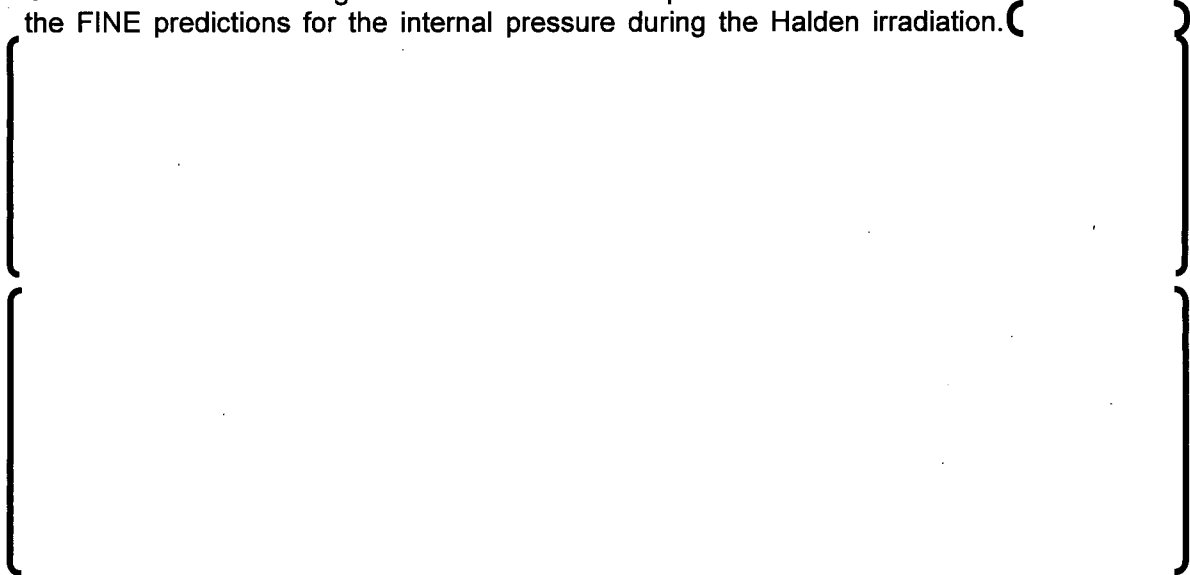 the FINE predictions for the internal pressure during the Halden irradiation.